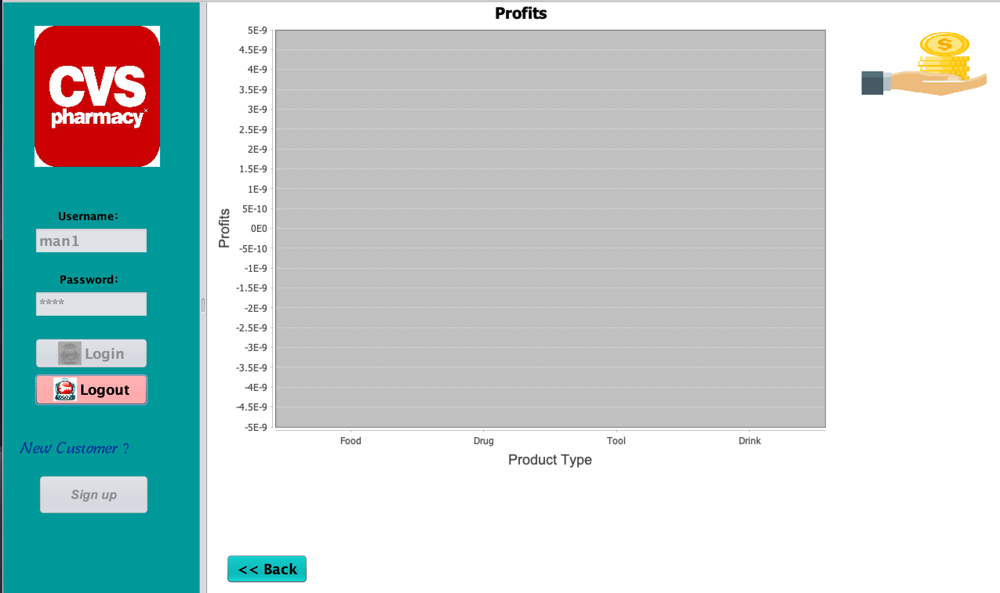 CVS
pharmacy
Username:
man1
Password:
****
Login
LOGIN
Logout
LOGOUT
New Customer ?
Sign up
Profits
Profits
5E-9
4.5E-9
4E-9
3.5E-9
3E-9
2.5E-9
2E-9
1.5E-9
1E-9
5E-10
0E0
-5E-10
-1E-9
-1.5E-9
-2E-9
-2.5E-9
-3E-9
-3.5E-9
-4E-9
-4.5E-9
-5E-9
Food Drug Tool Drink
Product Type
$
<< Back